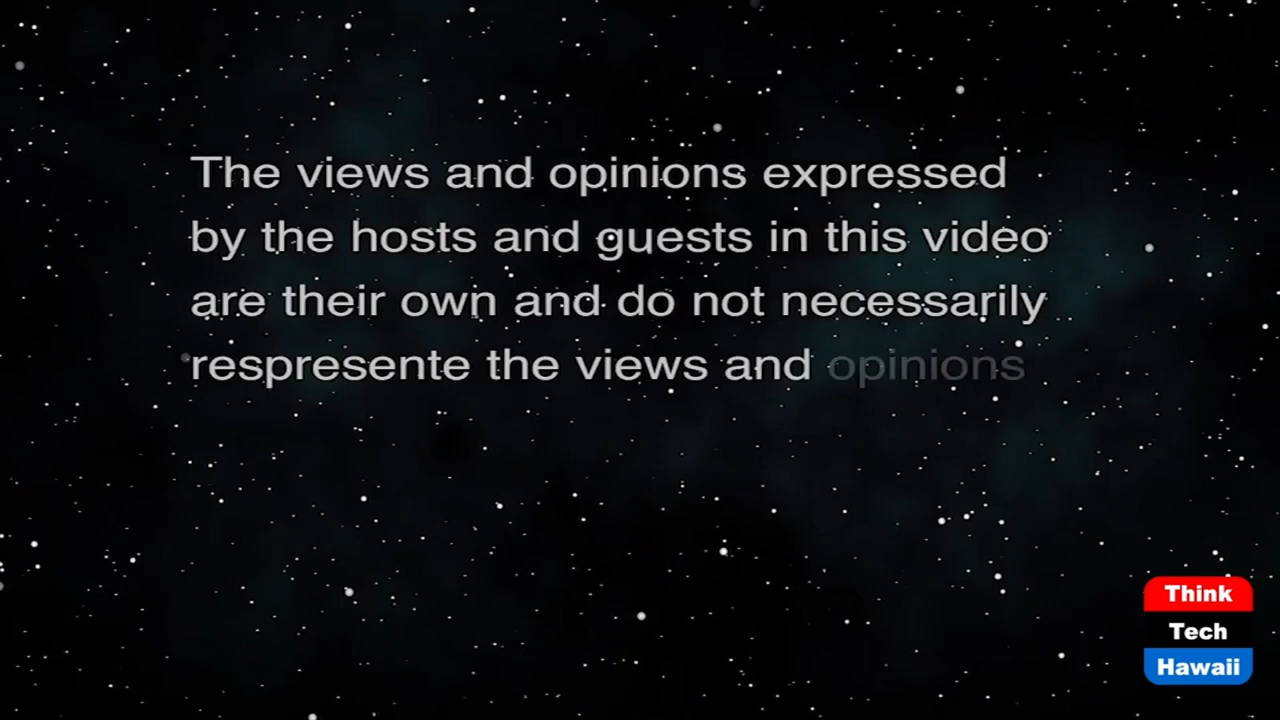 The views and opinions expressed
by the hosts and guests in this video
are their own and do not necessarily
respresente the views and opinions
Think
Tech
Hawaii